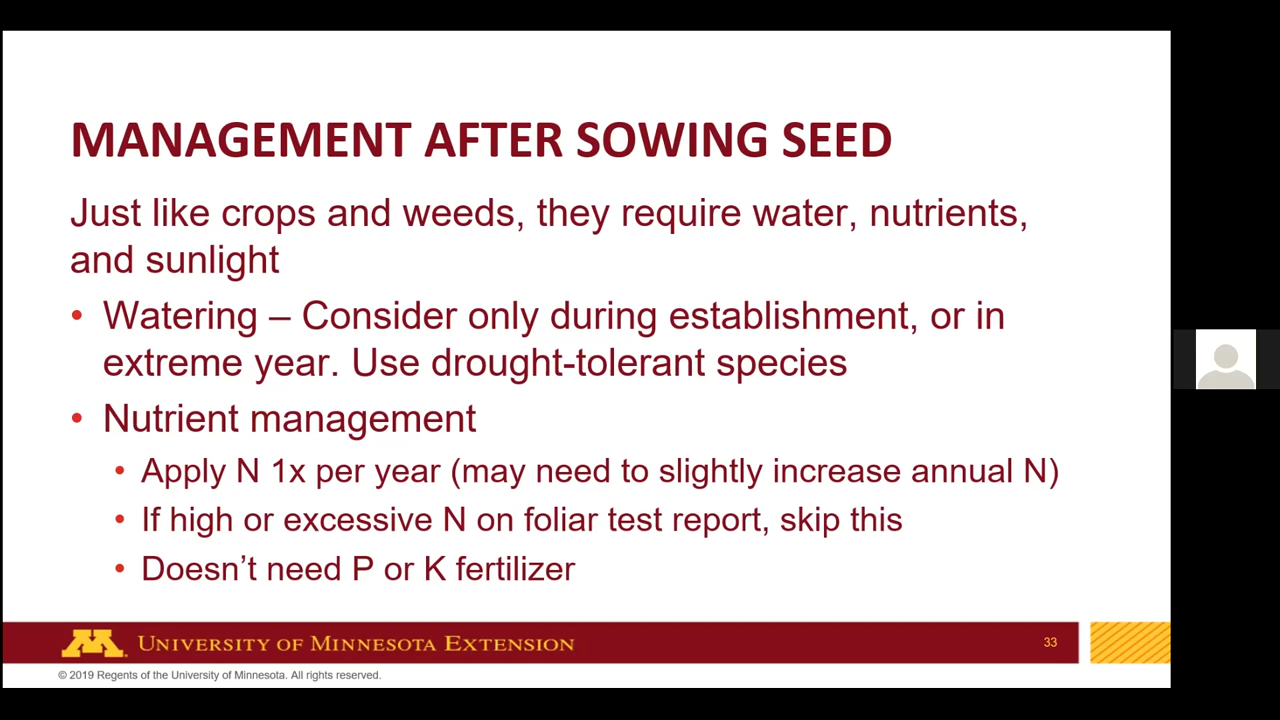 MANAGEMENT AFTER SOWING SEED
Just like crops and weeds, they require water, nutrients,
and sunlight
• Watering – Consider only during establishment, or in
extreme year. Use drought-tolerant species
• Nutrient management
• Apply N 1x per year (may need to slightly increase annual N)
• If high or excessive N on foliar test report, skip this
• Doesn’t need P or K fertilizer
M UNIVERSITY OF MINNESOTA EXTENSION
33
© 2019 Regents of the University of Minnesota. All rights reserved.